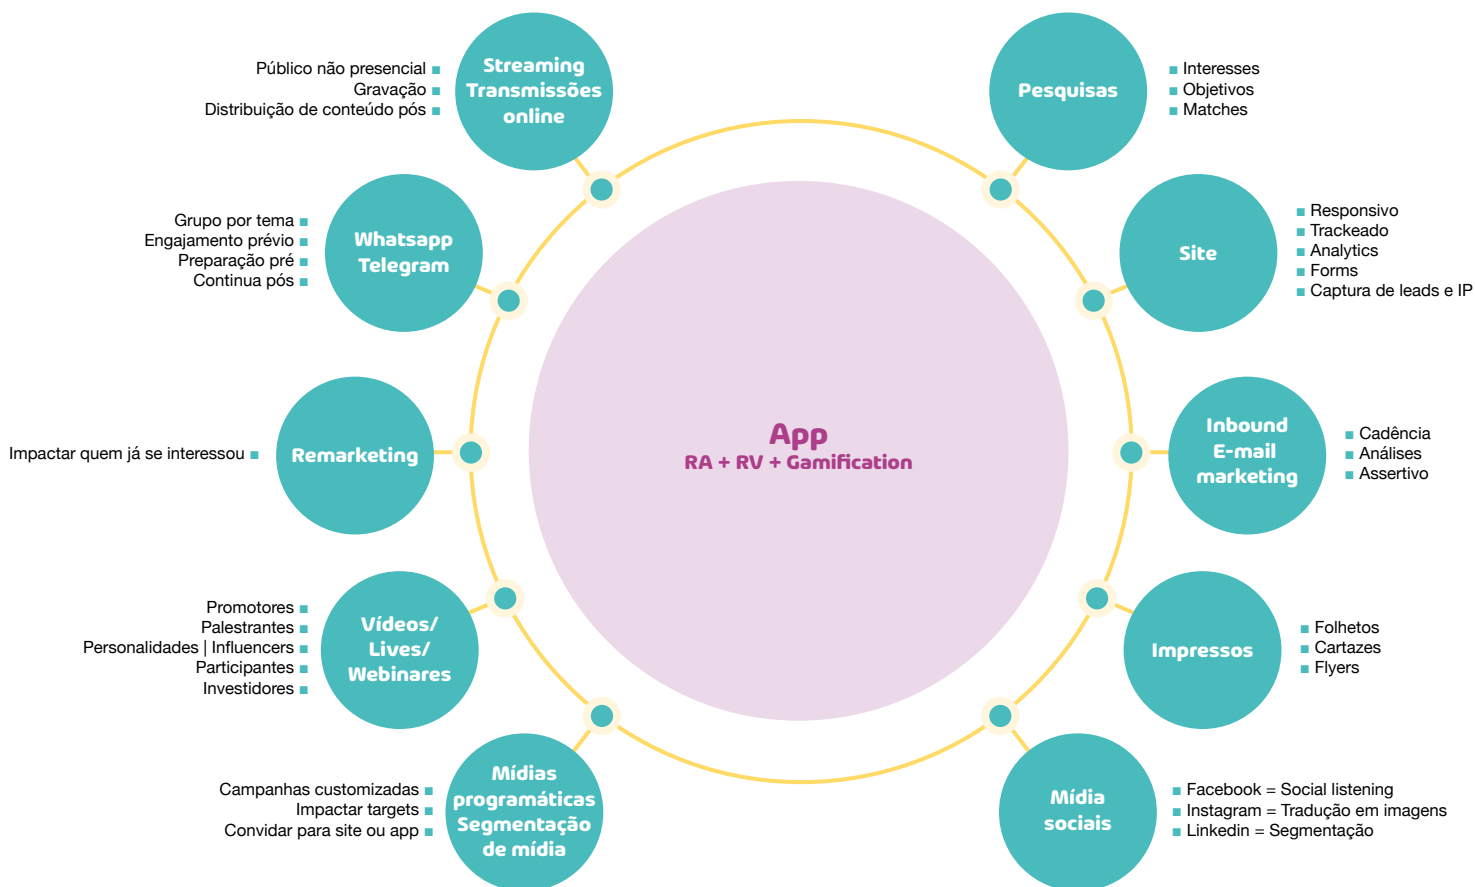 Streaming
Transmissões
online
Público não presencial
Gravação
Distribuição de conteúdo pós
Pesquisas
Interesses
Objetivos
Matches
Whatsapp
Telegram
Grupo por tema
Engajamento prévio
Preparação pré
Continua pós
Site
Responsivo
Trackeado
Analytics
Forms
Captura de leads e IP
Remarketing
Impactar quem já se interessou
App
RA + RV + Gamification
Inbound
E-mail
marketing
Cadência
Análises
Assertivo
Vídeos/
Lives/
Webinares
Promotores
Palestrantes
Personalidades | Influencers
Participantes
Investidores
Impressos
Folhetos
Cartazes
Flyers
Mídias
programáticas
Segmentação
de mídia
Campanhas customizadas
Impactar targets
Convidar para site ou app
Mídia
sociais
Facebook = Social listening
Instagram = Tradução em imagens
Linkedin = Segmentação